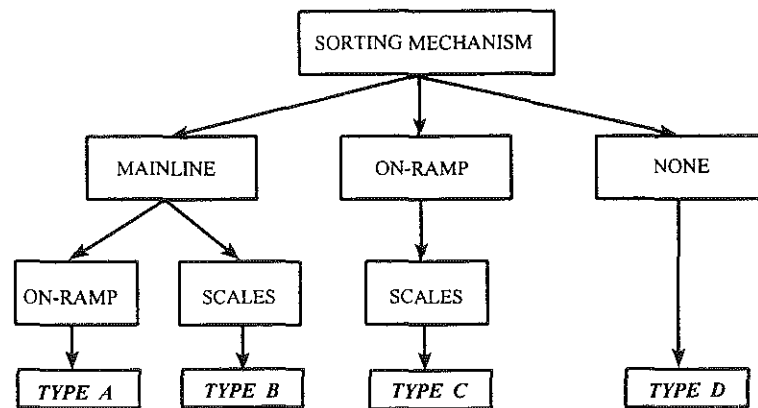 SORTING MECHANISM
MAINLINE
ON-RAMP
NONE
ON-RAMP
SCALES
SCALES
TYPE A
TYPE B
TYPE C
TYPE D